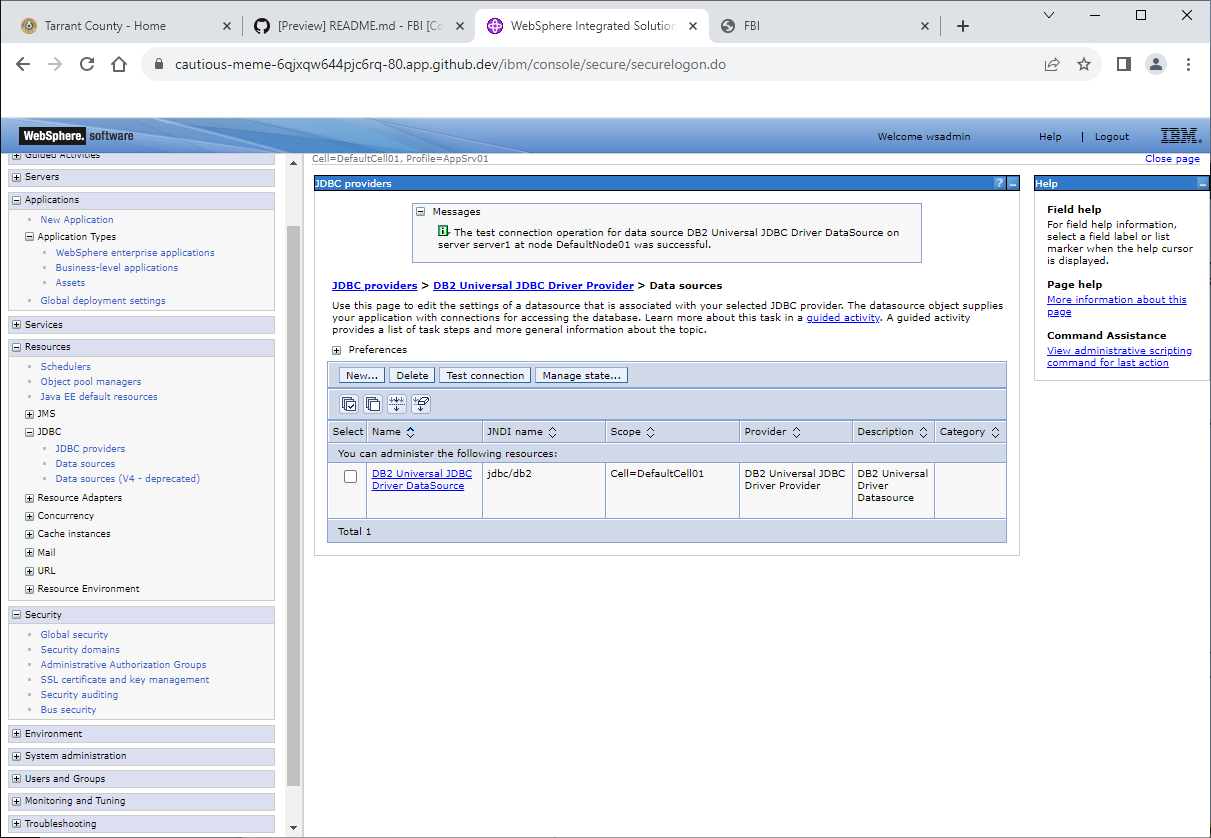 Tarrant County - Home
[Preview] README.md - FBI [Co
WebSphere Integrated Solution
FBI
cautious-meme-6qjxqw644pjc6rq-80.app.github.dev/ibm/console/secure/securelogon.do
WebSphere. software
Welcome wsadmin
Help | Logout
IBM.
Guided Activities
Servers
Applications
New Application
Application Types
WebSphere enterprise applications
Business-level applications
Assets
Global deployment settings
Services
Resources
Schedulers
Object pool managers
Java EE default resources
JMS
JDBC
JDBC providers
Data sources
Data sources (V4 - deprecated)
Resource Adapters
Concurrency
Cache instances
Mail
URL
Resource Environment
Security
Global security
Security domains
Administrative Authorization Groups
SSL certificate and key management
Security auditing
Bus security
Environment
System administration
Users and Groups
Monitoring and Tuning
Troubleshooting
Cell=DefaultCell01, Profile=AppSrv01
Close page
JDBC providers
?
Messages
The test connection operation for data source DB2 Universal JDBC Driver DataSource on
server server1 at node DefaultNode01 was successful.
JDBC providers > DB2 Universal JDBC Driver Provider > Data sources
Use this page to edit the settings of a datasource that is associated with your selected JDBC provider. The datasource object supplies
your application with connections for accessing the database. Learn more about this task in a guided activity. A guided activity
provides a list of task steps and more general information about the topic.
Preferences
New... Delete Test connection Manage state...
Select Name JNDI name Scope Provider Description Category
You can administer the following resources:
DB2 Universal JDBC
Driver DataSource
jdbc/db2
Cell=DefaultCell01
DB2 Universal JDBC
Driver Provider
DB2 Universal
Driver
Datasource
Total 1
Help
Field help
For field help information,
select a field label or list
marker when the help cursor
is displayed.
Page help
More information about this
page
Command Assistance
View administrative scripting
command for last action